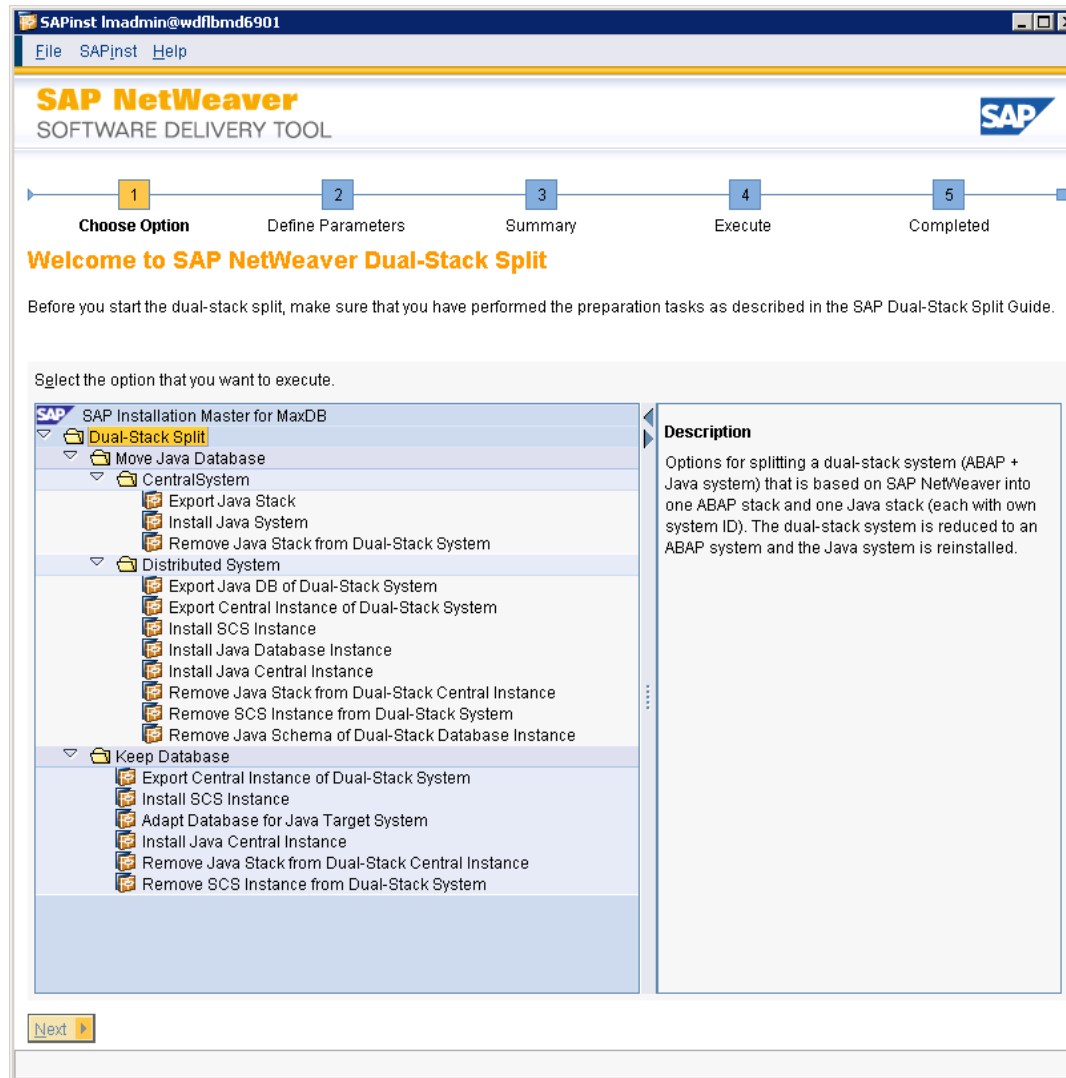 SAPinst lmadmin@wdflbmd6901
File SAPinst Help
SAP NetWeaver
SOFTWARE DELIVERY TOOL
SAP
1 2 3 4 5
Choose Option Define Parameters Summary Execute Completed
Welcome to SAP NetWeaver Dual-Stack Split
Before you start the dual-stack split, make sure that you have performed the preparation tasks as described in the SAP Dual-Stack Split Guide.
Select the option that you want to execute.
SAP SAP Installation Master for MaxDB
Dual-Stack Split
Move Java Database
CentralSystem
Export Java Stack
Install Java System
Remove Java Stack from Dual-Stack System
Distributed System
Export Java DB of Dual-Stack System
Export Central Instance of Dual-Stack System
Install SCS Instance
Install Java Database Instance
Install Java Central Instance
Remove Java Stack from Dual-Stack Central Instance
Remove SCS Instance from Dual-Stack System
Remove Java Schema of Dual-Stack Database Instance
Keep Database
Export Central Instance of Dual-Stack System
Install SCS Instance
Adapt Database for Java Target System
Install Java Central Instance
Remove Java Stack from Dual-Stack Central Instance
Remove SCS Instance from Dual-Stack System
Description
Options for splitting a dual-stack system (ABAP +
Java system) that is based on SAP NetWeaver into
one ABAP stack and one Java stack (each with own
system ID). The dual-stack system is reduced to an
ABAP system and the Java system is reinstalled.
Next